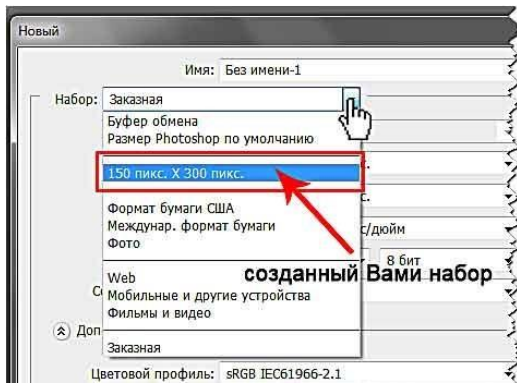 Новый
Имя: Без имени-1
Набор: Заказная
Буфер обмена
Размер Photoshop по умолчанию
150 пикс. X 300 пикс.
Формат бумаги США
Междунар. формат бумаги
/дюйм
Фото
8 бит
созданный Вами набор
Web
Мобильные и другие устройства
Фильмы и видео
Доп
Заказная
Цветовой профиль: sRGB IEC61966-2.1